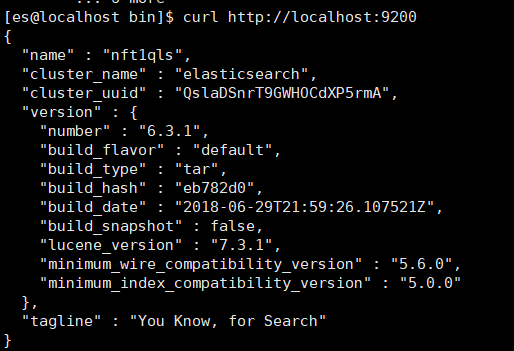 ... 6 more
[es@localhost bin]$ curl http://localhost:9200
{
  "name" : "nft1qls",
  "cluster_name" : "elasticsearch",
  "cluster_uuid" : "QslaDSnrT9GWHOCdXP5rmA",
  "version" : {
    "number" : "6.3.1",
    "build_flavor" : "default",
    "build_type" : "tar",
    "build_hash" : "eb782d0",
    "build_date" : "2018-06-29T21:59:26.107521Z",
    "build_snapshot" : false,
    "lucene_version" : "7.3.1",
    "minimum_wire_compatibility_version" : "5.6.0",
    "minimum_index_compatibility_version" : "5.0.0"
  },
  "tagline" : "You Know, for Search"
}